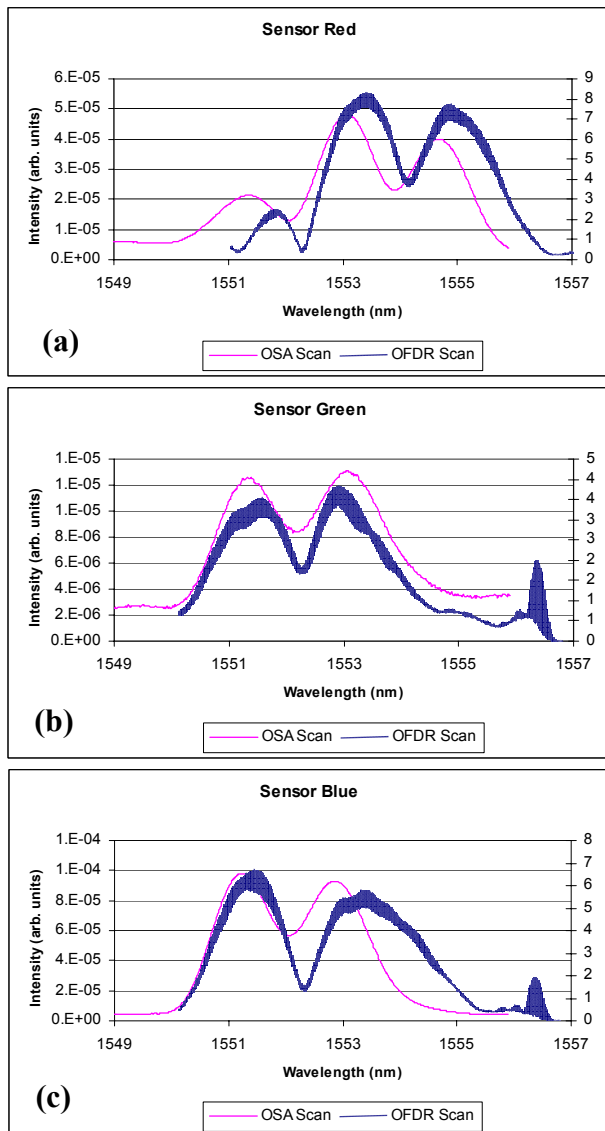 Sensor Red
6.E-05
5.E-05
4.E-05
3.E-05
2.E-05
1.E-05
0.E+00
9
8
7
6
5
4
3
2
1
0
Intensity (arb. units)
1549 1551 1553 1555 1557
Wavelength (nm)
(a)
OSA Scan OFDR Scan
Sensor Green
1.E-05
1.E-05
1.E-05
8.E-06
6.E-06
4.E-06
2.E-06
0.E+00
5
4
4
3
3
2
2
1
1
0
Intensity (arb. units)
1549 1551 1553 1555 1557
Wavelength (nm)
(b)
OSA Scan OFDR Scan
Sensor Blue
1.E-04
1.E-04
8.E-05
6.E-05
4.E-05
2.E-05
0.E+00
8
7
6
5
4
3
2
1
0
Intensity (arb. units)
1549 1551 1553 1555 1557
Wavelength (nm)
(c)
OSA Scan OFDR Scan